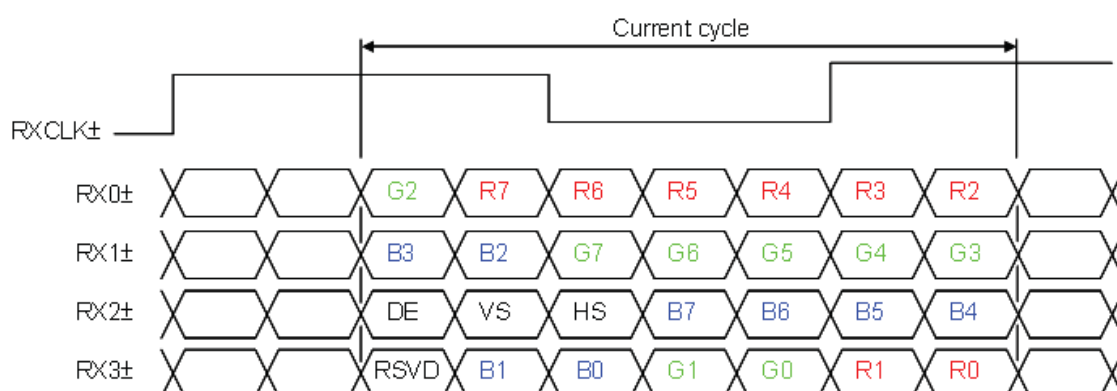 Current cycle
RXCLK±
RX0± G2 R7 R6 R5 R4 R3 R2
RX1± B3 B2 G7 G6 G5 G4 G3
RX2± DE VS HS B7 B6 B5 B4
RX3± RSVD B1 B0 G1 G0 R1 R0